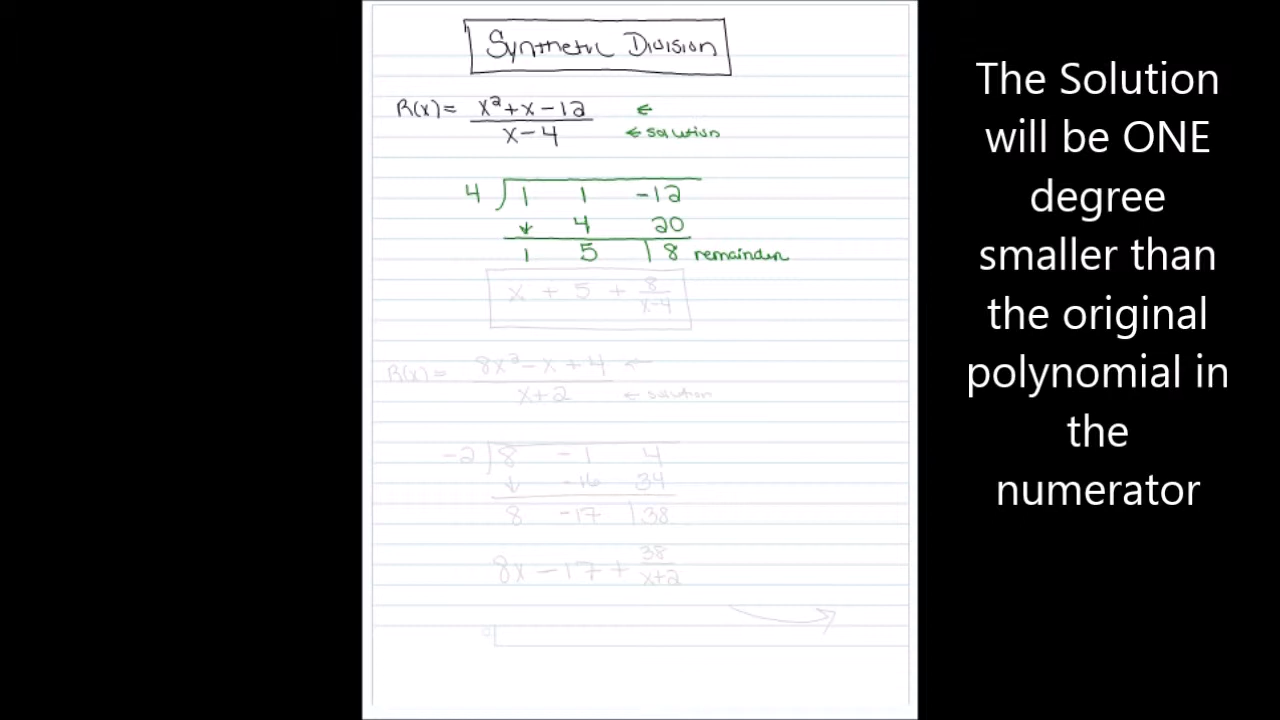 Synthetic Division
R(x) = x²+x-12 ←
x-4 ← solution
4 1 1 -12
↓ 4 20
1 5 | 8 remainder
x + 5 + 8
x-4
R(x) = 8x² - x + 4 ←
x+2 ← solution
-2 8 -1 4
↓ -16 34
8 -17 | 38
8x - 17 + 38
x+2
The Solution
will be ONE
degree
smaller than
the original
polynomial in
the
numerator